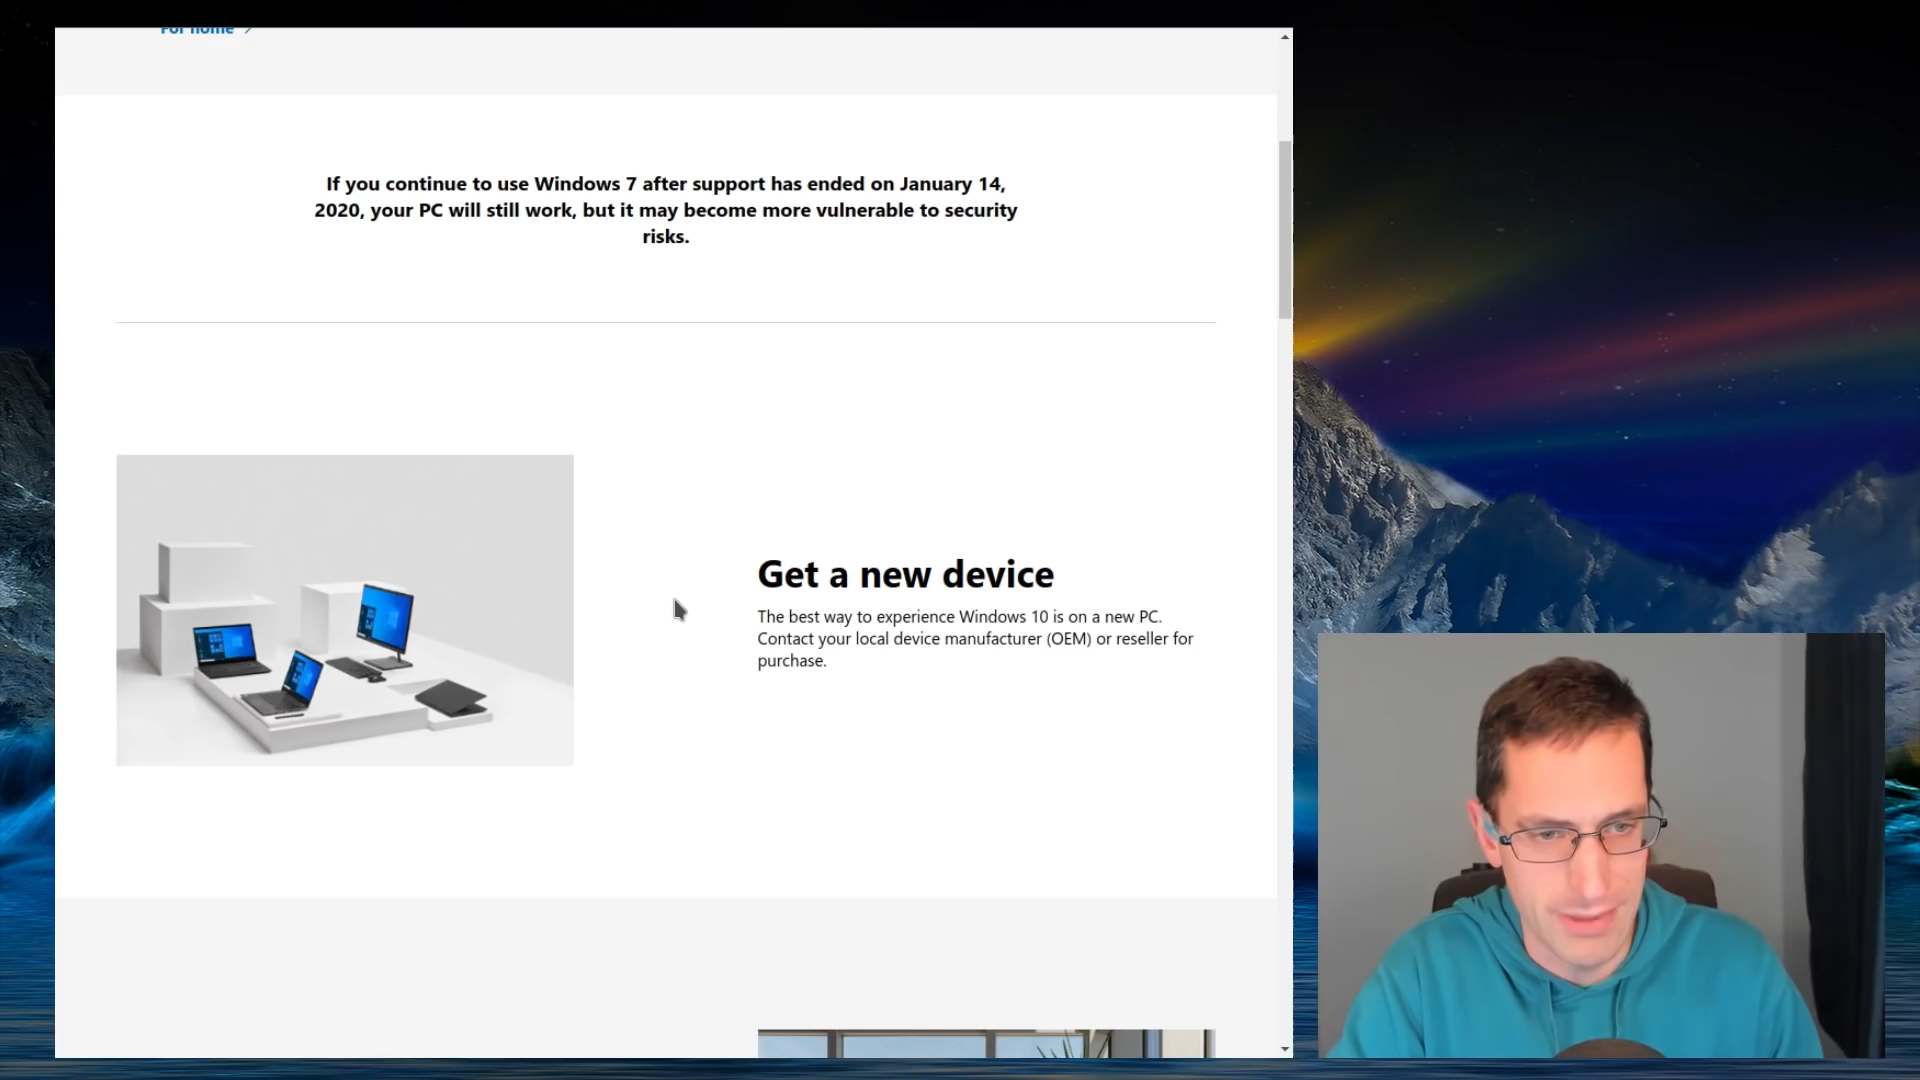 For home
If you continue to use Windows 7 after support has ended on January 14,
2020, your PC will still work, but it may become more vulnerable to security
risks.
Get a new device
The best way to experience Windows 10 is on a new PC.
Contact your local device manufacturer (OEM) or reseller for
purchase.